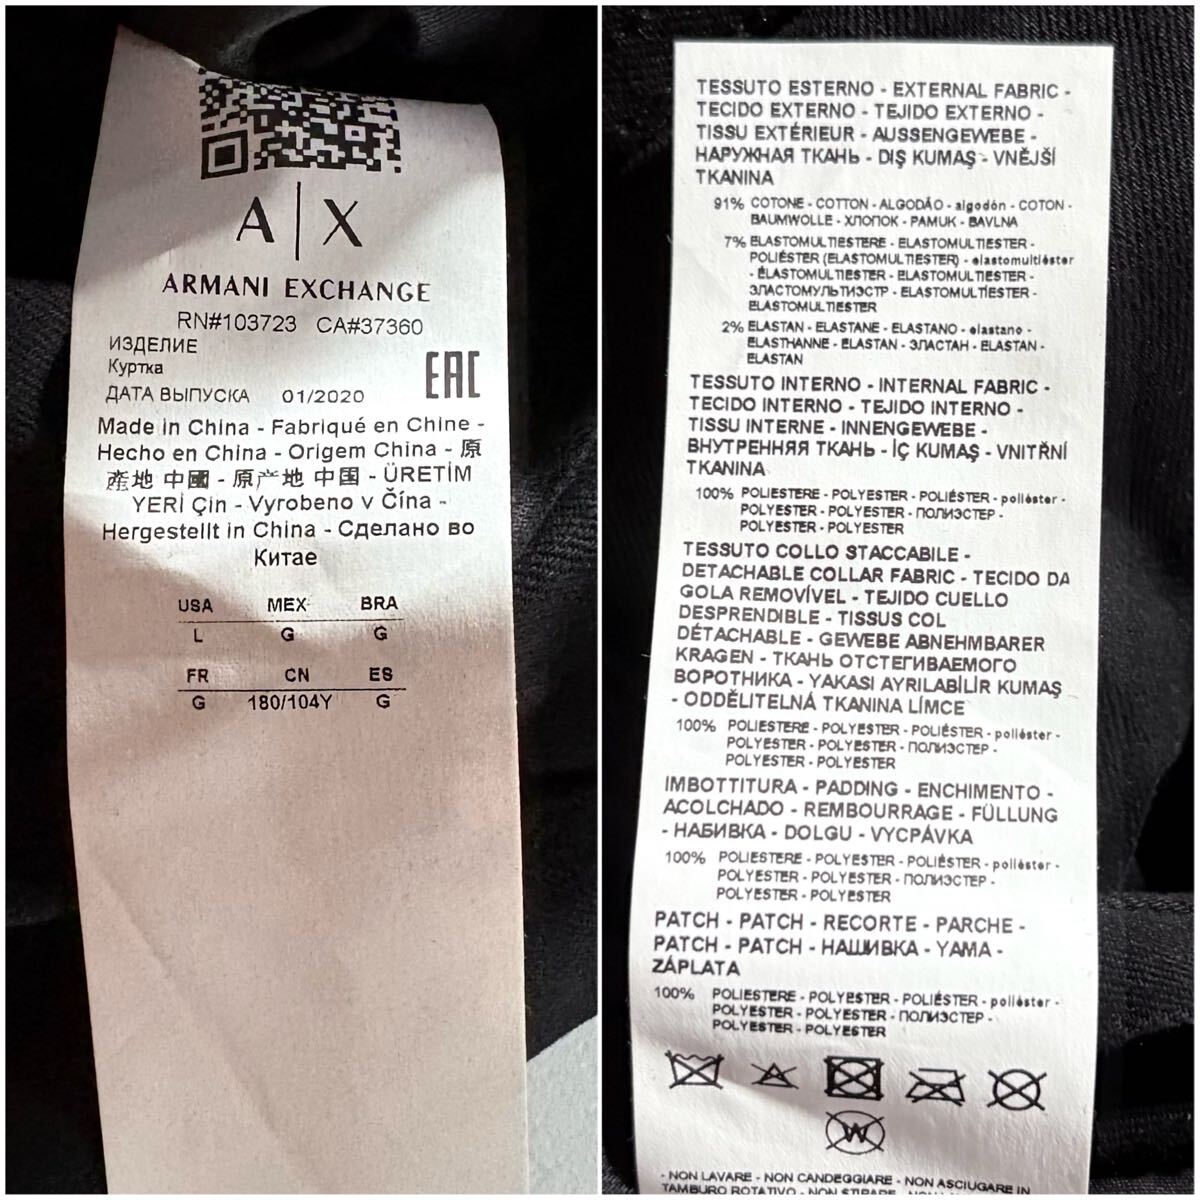 A|X
ARMANI EXCHANGE
RN#103723 CA#37360
ИЗДЕЛИЕ
Куртка
EAC
ДАТА ВЫПУСКА 01/2020
Made in China - Fabriqué en Chine -
Hecho en China - Origem China - 原
產地 中國 - 原产地 中国 - ÜRETİM
YERİ Çin - Vyrobeno v Čína -
Hergestellt in China - Сделано во
Китае
USA MEX BRA
L G G
FR CN ES
G 180/104Y G
TESSUTO ESTERNO - EXTERNAL FABRIC -
TECIDO EXTERNO - TEJIDO EXTERNO -
TISSU EXTÉRIEUR - AUSSENGEWEBE -
НАРУЖНАЯ ТКАНЬ - DIŞ KUMAŞ - VNĚJŠÍ
TKANINA
91% COTONE - COTTON - ALGODÃO - algodón - COTON -
BAUMWOLLE - ХЛОПОК - PAMUK - BAVLNA
7% ELASTOMULTIESTERE - ELASTOMULTIESTER -
POLIÉSTER (ELASTOMULTIESTER) - elastomultiéster
- ÉLASTOMULTIESTER - ELASTOMULTIESTER -
ЭЛАСТОМУЛЬТИЭСТР - ELASTOMULTİESTER -
ELASTOMULTIESTER
2% ELASTAN - ELASTANE - ELASTANO - elastano -
ELASTHANNE - ELASTAN - ЭЛАСТАН - ELASTAN -
ELASTAN
TESSUTO INTERNO - INTERNAL FABRIC -
TECIDO INTERNO - TEJIDO INTERNO -
TISSU INTERNE - INNENGEWEBE -
ВНУТРЕННЯЯ ТКАНЬ - İÇ KUMAŞ - VNITŘNÍ
TKANINA
100% POLIESTERE - POLYESTER - POLIÉSTER - poliéster -
POLYESTER - POLYESTER - ПОЛИЭСТЕР -
POLYESTER - POLYESTER
TESSUTO COLLO STACCABILE -
DETACHABLE COLLAR FABRIC - TECIDO DA
GOLA REMOVÍVEL - TEJIDO CUELLO
DESPRENDIBLE - TISSUS COL
DÉTACHABLE - GEWEBE ABNEHMBARER
KRAGEN - ТКАНЬ ОТСТЕГИВАЕМОГО
ВОРОТНИКА - YAKASI AYRILABİLİR KUMAŞ
- ODDĚLITELNÁ TKANINA LÍMCE
100% POLIESTERE - POLYESTER - POLIÉSTER - poliéster -
POLYESTER - POLYESTER - ПОЛИЭСТЕР -
POLYESTER - POLYESTER
IMBOTTITURA - PADDING - ENCHIMENTO -
ACOLCHADO - REMBOURRAGE - FÜLLUNG
- НАБИВКА - DOLGU - VYCPÁVKA
100% POLIESTERE - POLYESTER - POLIÉSTER - poliéster -
POLYESTER - POLYESTER - ПОЛИЭСТЕР -
POLYESTER - POLYESTER
PATCH - PATCH - RECORTE - PARCHE -
PATCH - PATCH - НАШИВКА - YAMA -
ZÁPLATA
100% POLIESTERE - POLYESTER - POLIÉSTER - poliéster -
POLYESTER - POLYESTER - ПОЛИЭСТЕР -
POLYESTER - POLYESTER
W
- NON LAVARE - NON CANDEGGIARE - NON ASCIUGARE IN
TAMBURO ROTATIVO - NON STIRARE - NON